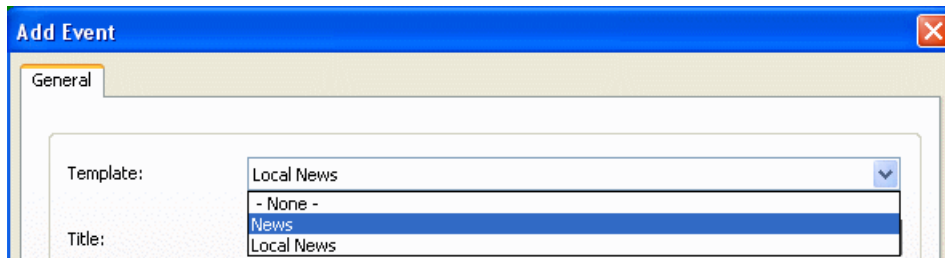 Add Event
General
Template: Local News
- None -
News
Title:
Local News